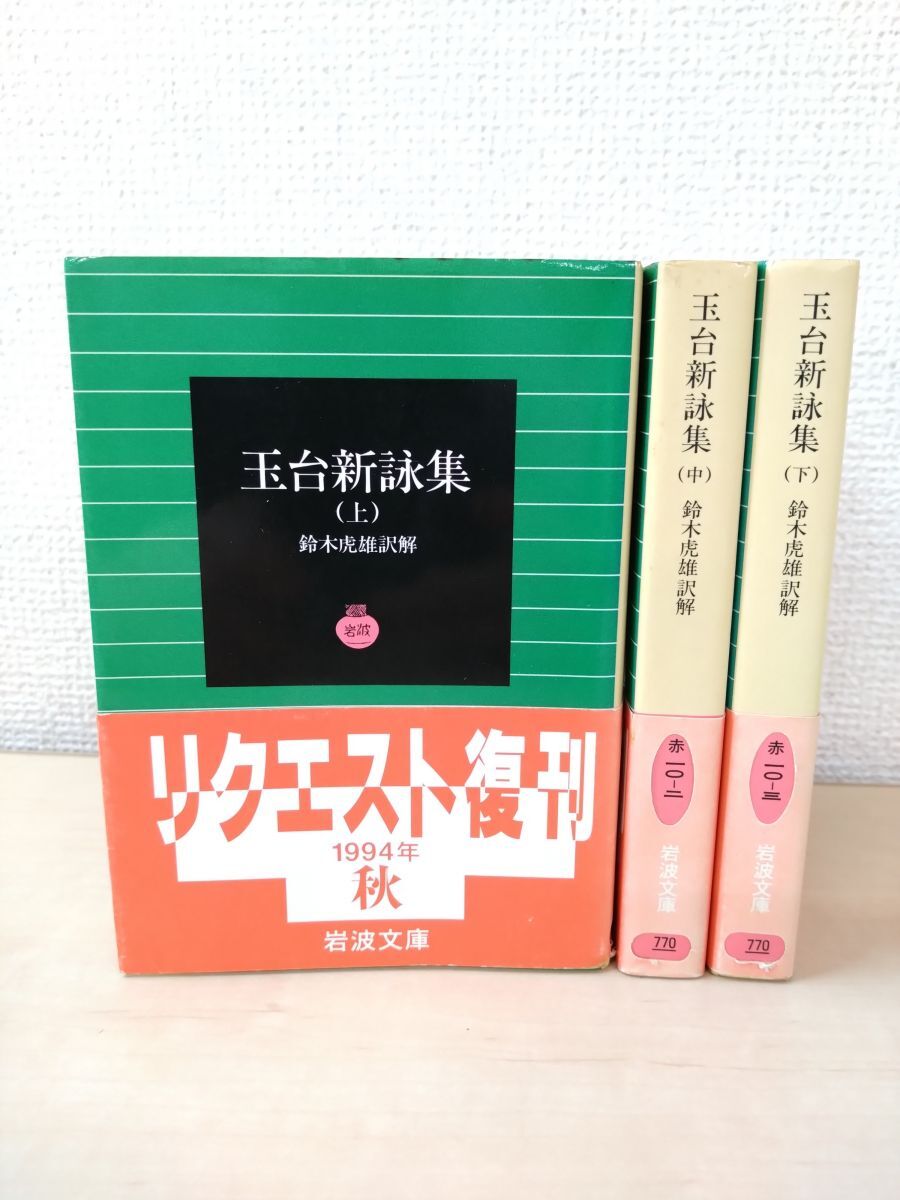 玉台新詠集
(上)
鈴木虎雄訳解
岩波
リクエスト復刊
1994年
秋
岩波文庫
玉台新詠集(中) 鈴木虎雄訳解
赤一〇-二
岩波文庫
770
玉台新詠集(下) 鈴木虎雄訳解
赤一〇-三
岩波文庫
770